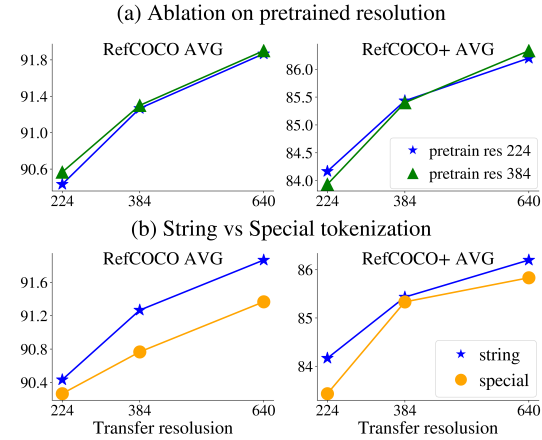 (a) Ablation on pretrained resolution
RefCOCO AVG
91.8
91.4
91.0
90.6
224
384
640
RefCOCO+ AVG
86.0
85.5
85.0
84.5
84.0
pretrain res 224
pretrain res 384
224
384
640
(b) String vs Special tokenization
RefCOCO AVG
91.6
91.2
90.8
90.4
224
384
640
Transfer resolusion
RefCOCO+ AVG
86
85
84
string
special
224
384
640
Transfer resolusion